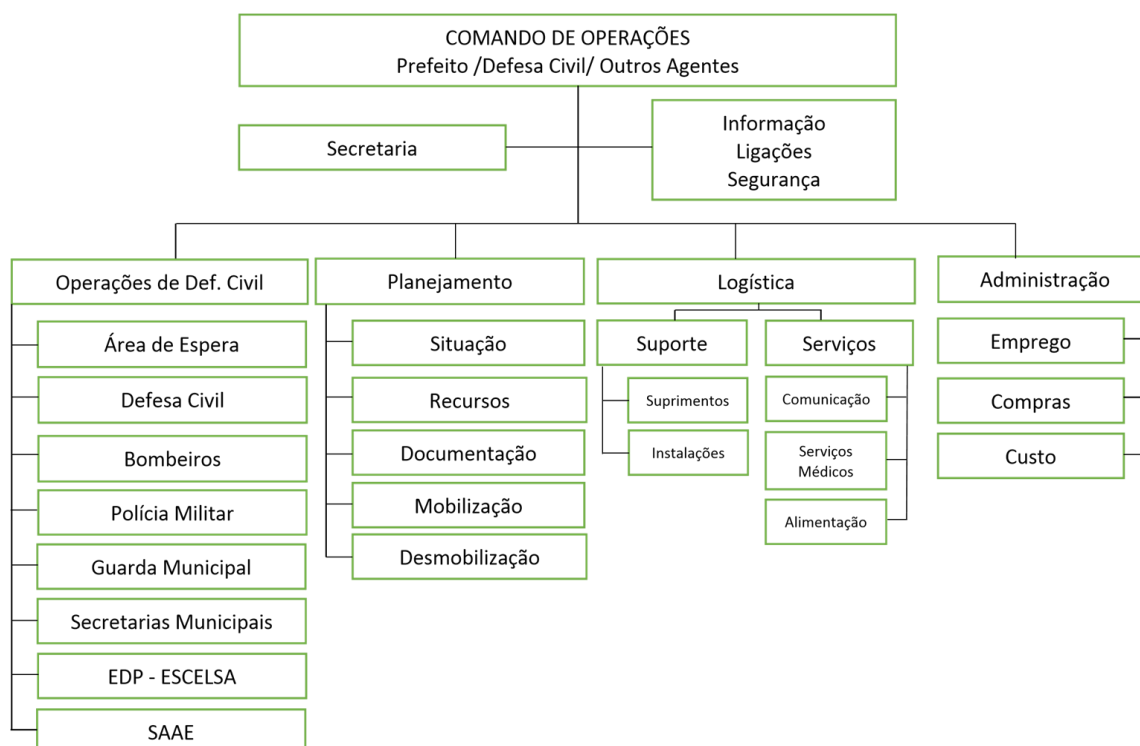 COMANDO DE OPERAÇÕES
Prefeito /Defesa Civil/ Outros Agentes
Secretaria
Informação
Ligações
Segurança
Operações de Def. Civil
Área de Espera
Defesa Civil
Bombeiros
Polícia Militar
Guarda Municipal
Secretarias Municipais
EDP - ESCELSA
SAAE
Planejamento
Situação
Recursos
Documentação
Mobilização
Desmobilização
Logística
Suporte
Suprimentos
Instalações
Serviços
Comunicação
Serviços
Médicos
Alimentação
Administração
Emprego
Compras
Custo